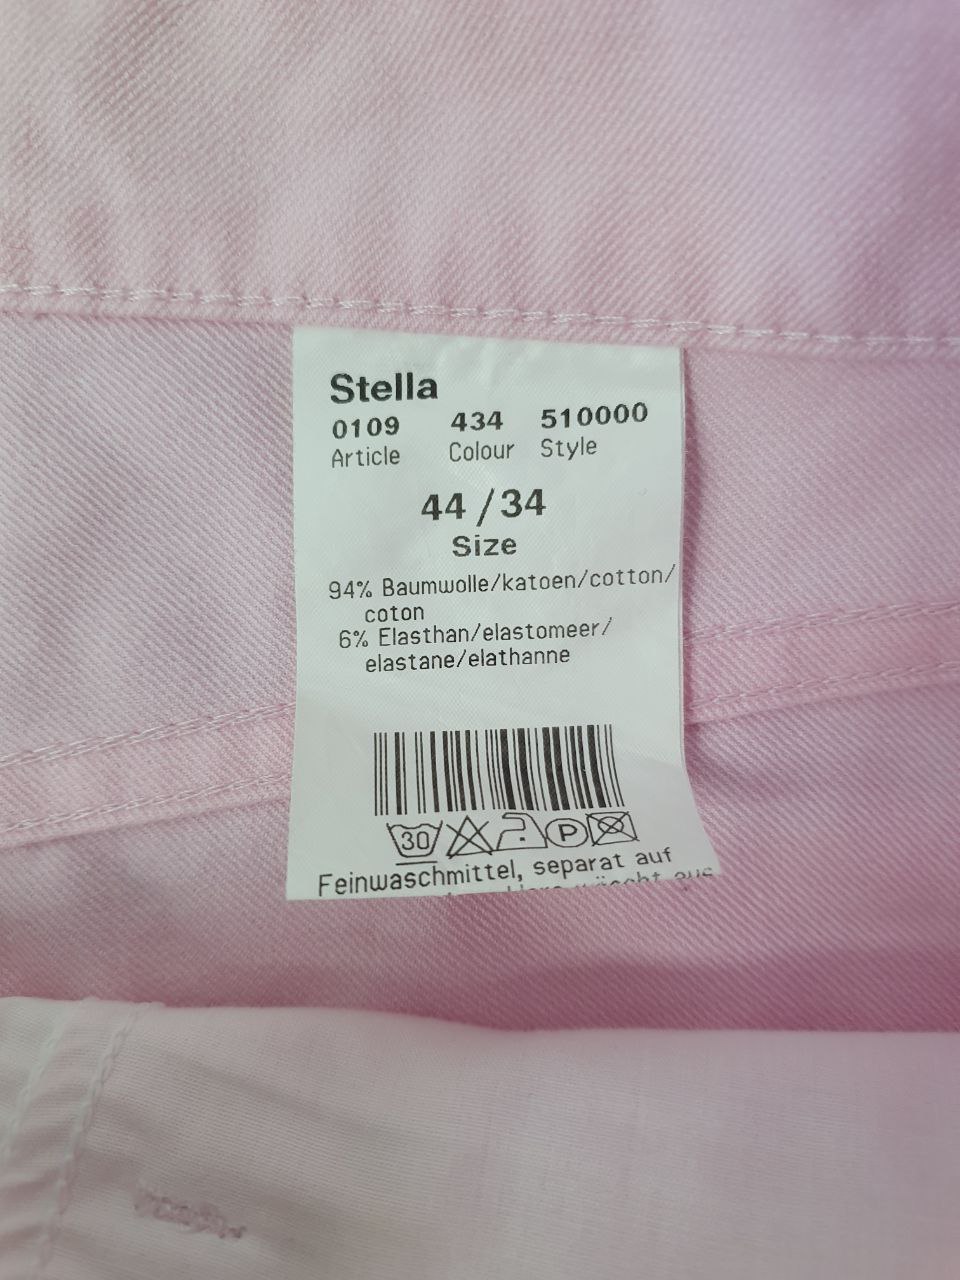 Stella
0109 434 510000
Article Colour Style
44 / 34
Size
94% Baumwolle/katoen/cotton/
coton
6% Elasthan/elastomeer/
elastane/elathanne
30 P
Feinwaschmittel, separat auf